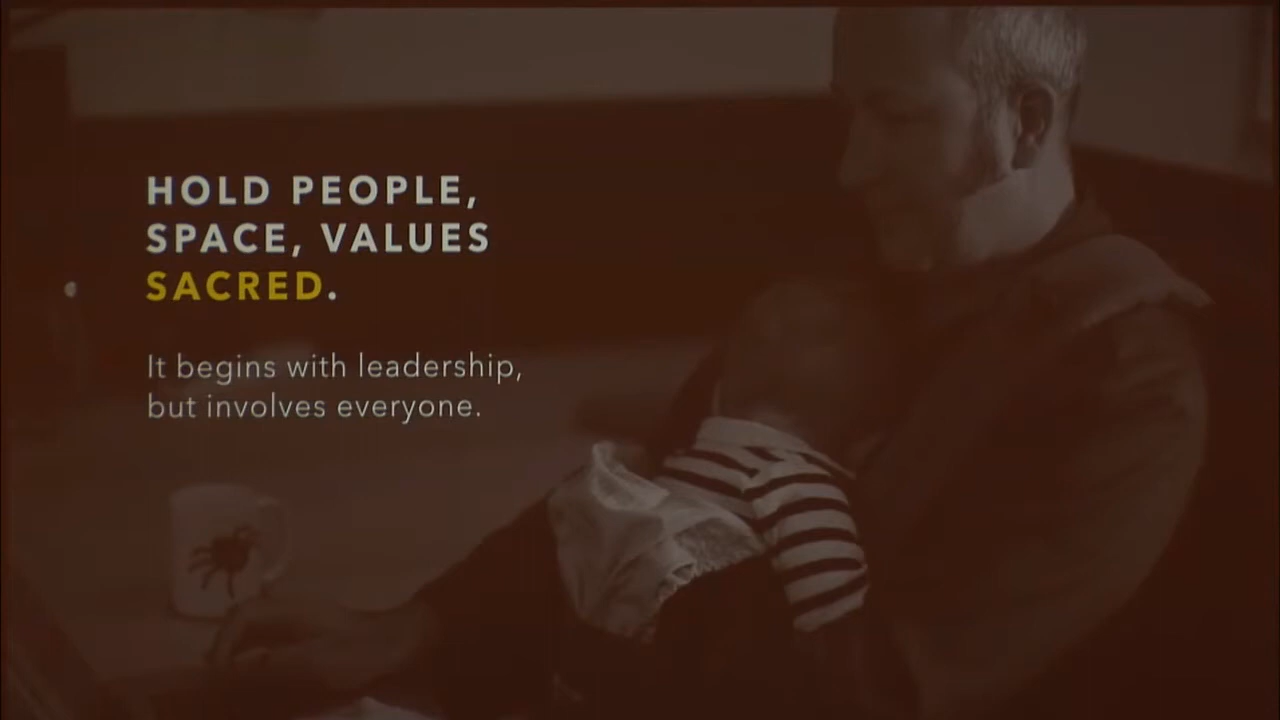 HOLD PEOPLE,
SPACE, VALUES
SACRED.
It begins with leadership,
but involves everyone.